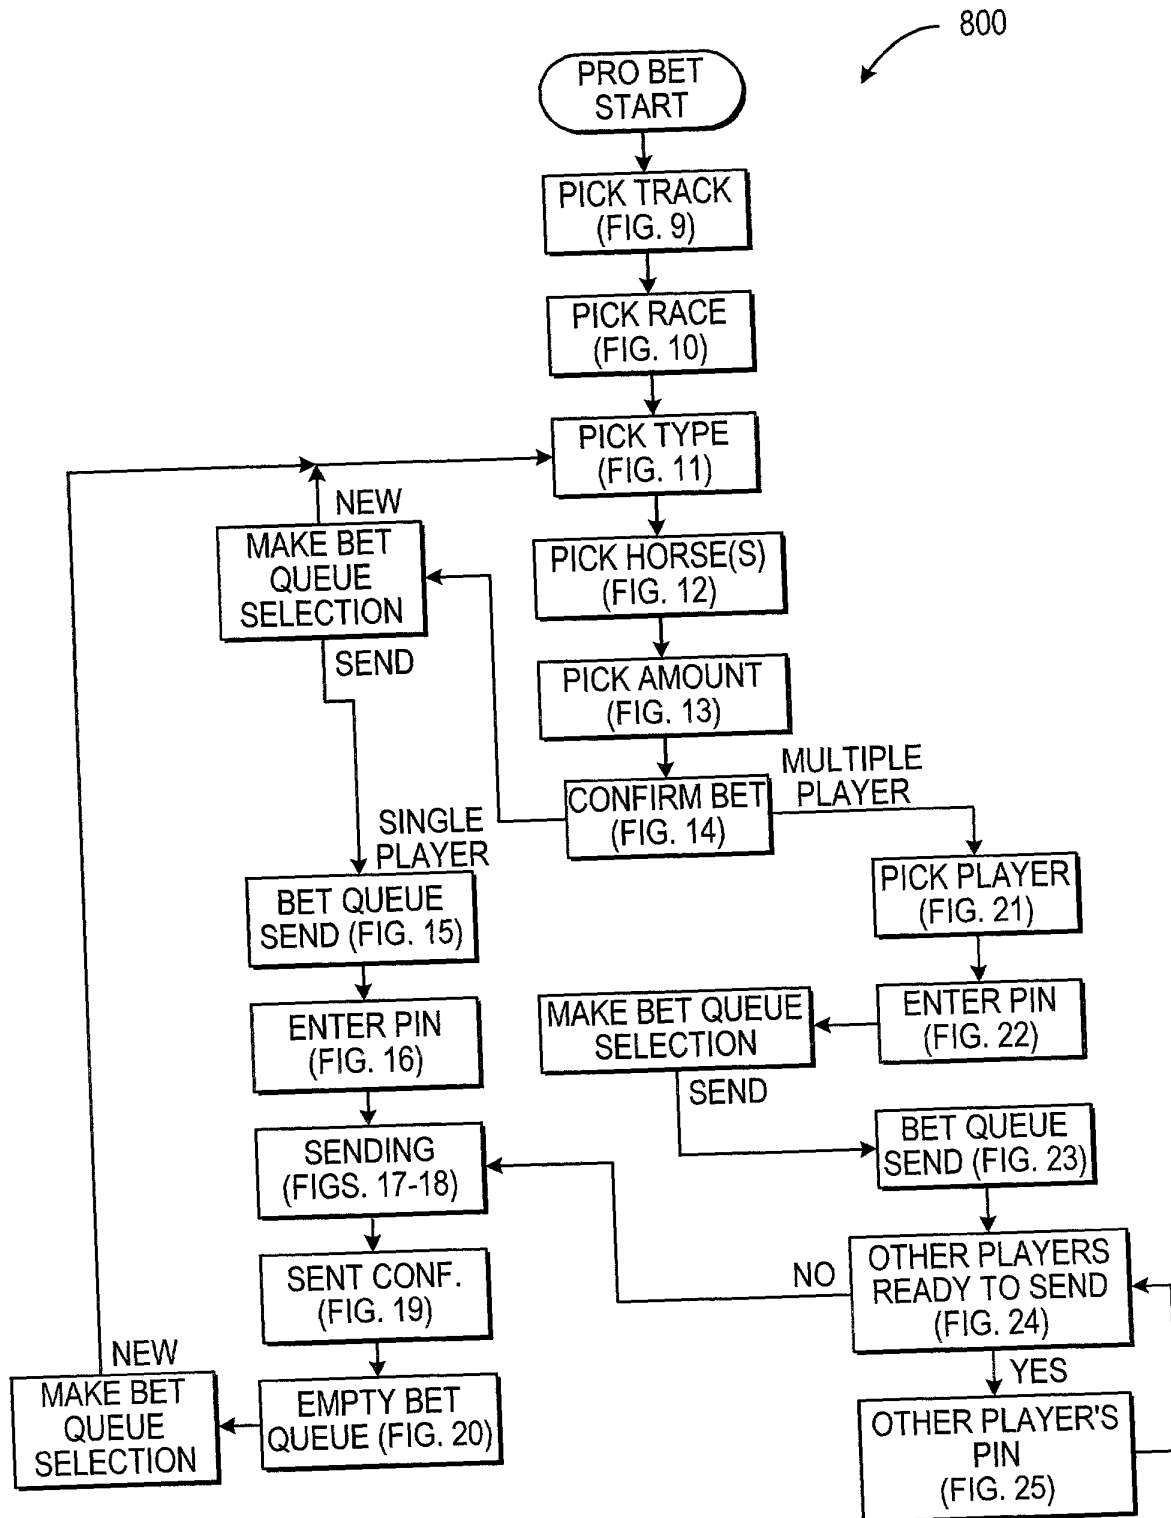 800
PRO BET
START
PICK TRACK
(FIG. 9)
PICK RACE
(FIG. 10)
PICK TYPE
(FIG. 11)
NEW
MAKE BET
QUEUE
SELECTION
SEND
PICK HORSE(S)
(FIG. 12)
PICK AMOUNT
(FIG. 13)
CONFIRM BET
(FIG. 14)
MULTIPLE
PLAYER
SINGLE
PLAYER
BET QUEUE
SEND (FIG. 15)
ENTER PIN
(FIG. 16)
SENDING
(FIGS. 17-18)
SENT CONF.
(FIG. 19)
EMPTY BET
QUEUE (FIG. 20)
NEW
MAKE BET
QUEUE
SELECTION
PICK PLAYER
(FIG. 21)
ENTER PIN
(FIG. 22)
MAKE BET QUEUE
SELECTION
SEND
BET QUEUE
SEND (FIG. 23)
OTHER PLAYERS
READY TO SEND
(FIG. 24)
NO
YES
OTHER PLAYER'S
PIN
(FIG. 25)